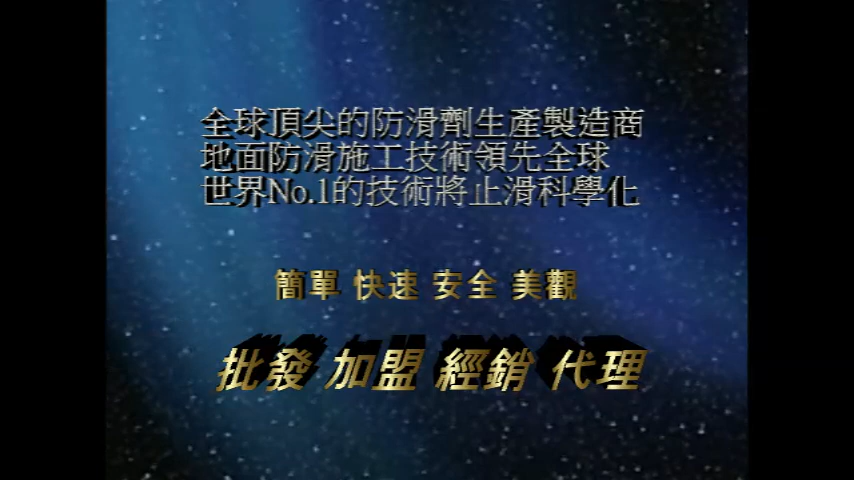 全球頂尖的防滑劑生產製造商
地面防滑施工技術領先全球
世界No.1的技術將止滑科學化
簡單 快速 安全 美觀
批發 加盟 經銷 代理